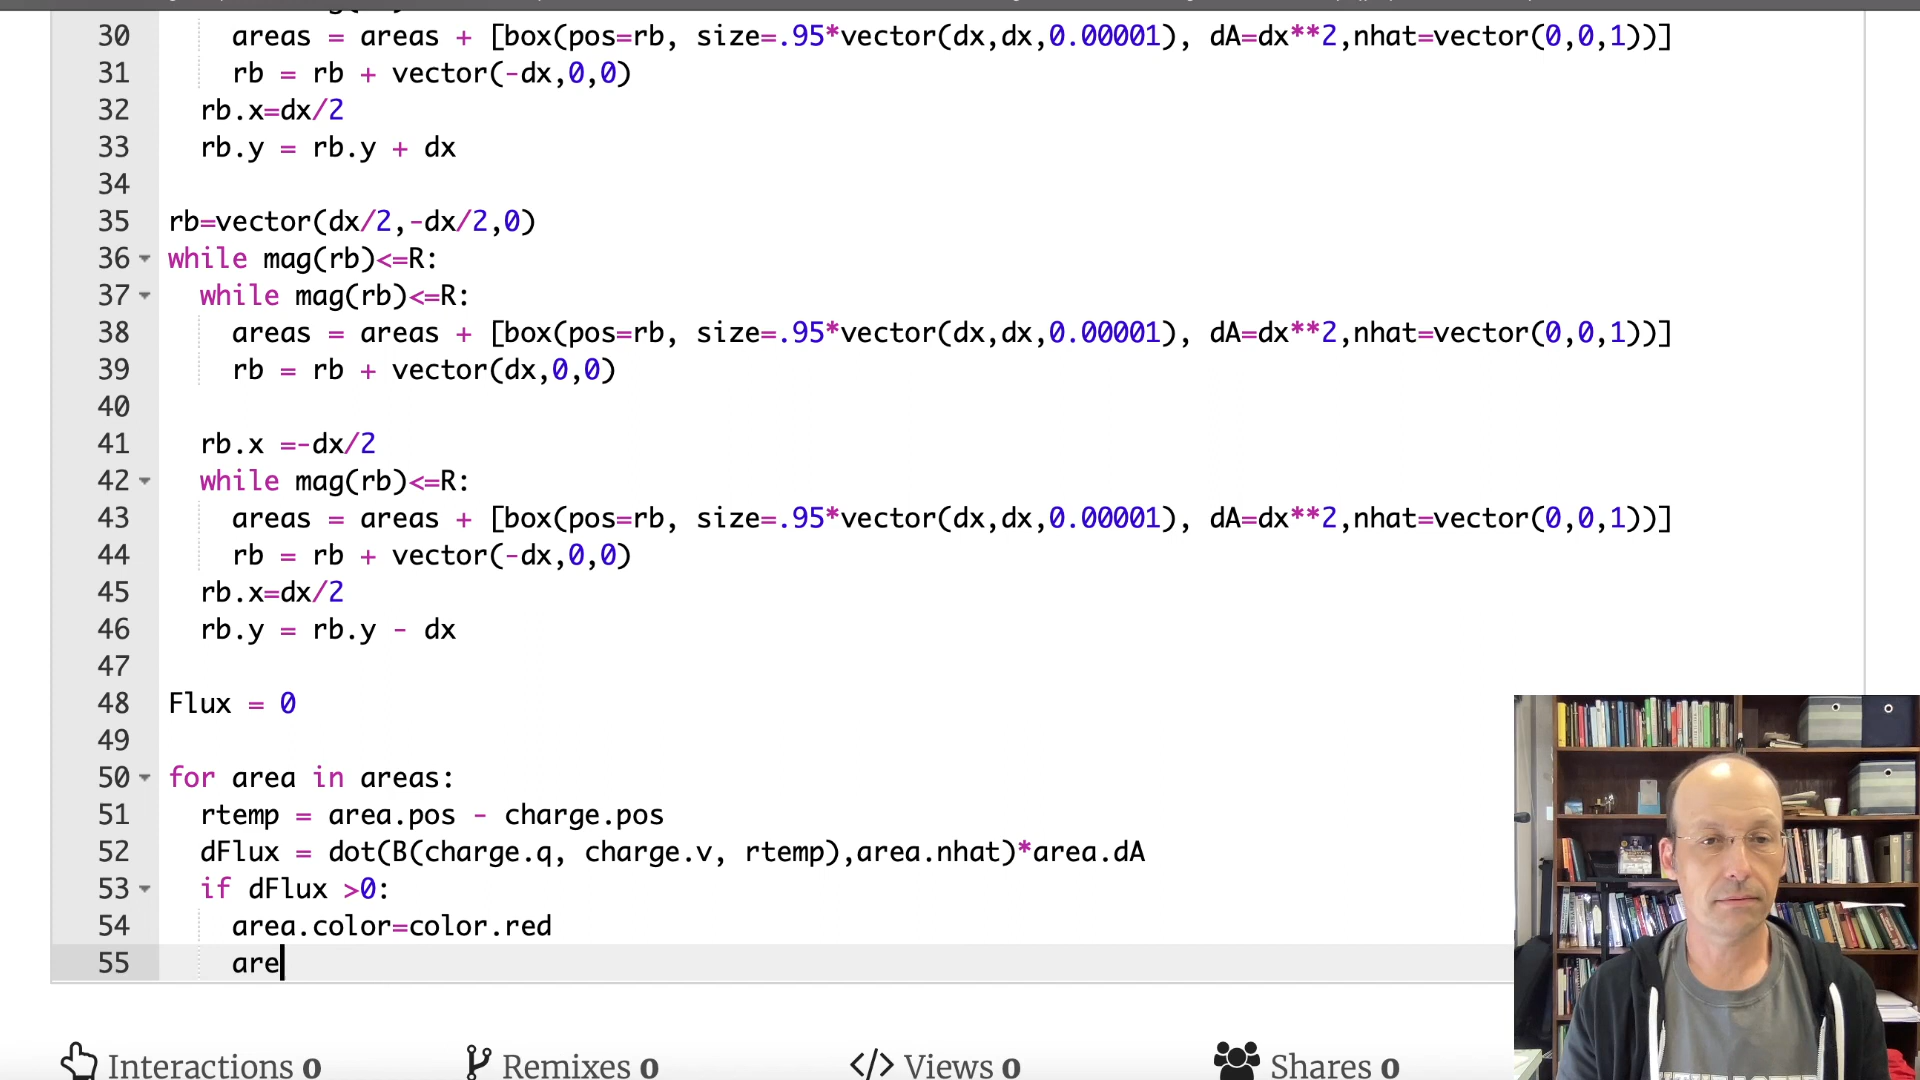 30 areas = areas + [box(pos=rb, size=.95*vector(dx,dx,0.00001), dA=dx**2,nhat=vector(0,0,1))]
31 rb = rb + vector(-dx,0,0)
32 rb.x=dx/2
33 rb.y = rb.y + dx
34
35 rb=vector(dx/2,-dx/2,0)
36 while mag(rb)<=R:
37 while mag(rb)<=R:
38 areas = areas + [box(pos=rb, size=.95*vector(dx,dx,0.00001), dA=dx**2,nhat=vector(0,0,1))]
39 rb = rb + vector(dx,0,0)
40
41 rb.x =-dx/2
42 while mag(rb)<=R:
43 areas = areas + [box(pos=rb, size=.95*vector(dx,dx,0.00001), dA=dx**2,nhat=vector(0,0,1))]
44 rb = rb + vector(-dx,0,0)
45 rb.x=dx/2
46 rb.y = rb.y - dx
47
48 Flux = 0
49
50 for area in areas:
51 rtemp = area.pos - charge.pos
52 dFlux = dot(B(charge.q, charge.v, rtemp),area.nhat)*area.dA
53 if dFlux >0:
54 area.color=color.red
55 are
Interactions 0 Remixes 0 </> Views 0 Shares 0